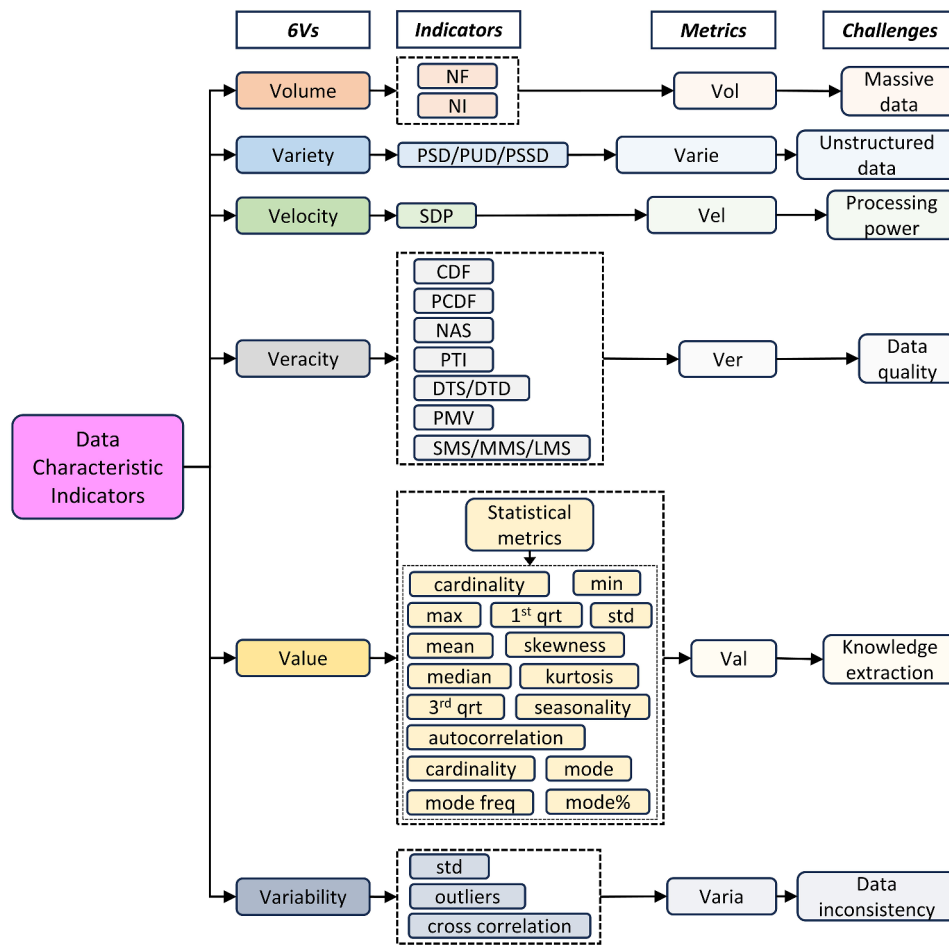 6Vs
Indicators
Metrics
Challenges
Volume
NF
NI
Vol
Massive
data
Variety
PSD/PUD/PSSD
Varie
Unstructured
data
Velocity
SDP
Vel
Processing
power
Veracity
CDF
PCDF
NAS
PTI
DTS/DTD
PMV
SMS/MMS/LMS
Ver
Data
quality
Data
Characteristic
Indicators
Value
Statistical
metrics
cardinality
min
max
1st qrt
std
mean
skewness
median
kurtosis
3rd qrt
seasonality
autocorrelation
cardinality
mode
mode freq
mode%
Val
Knowledge
extraction
Variability
std
outliers
cross correlation
Varia
Data
inconsistency